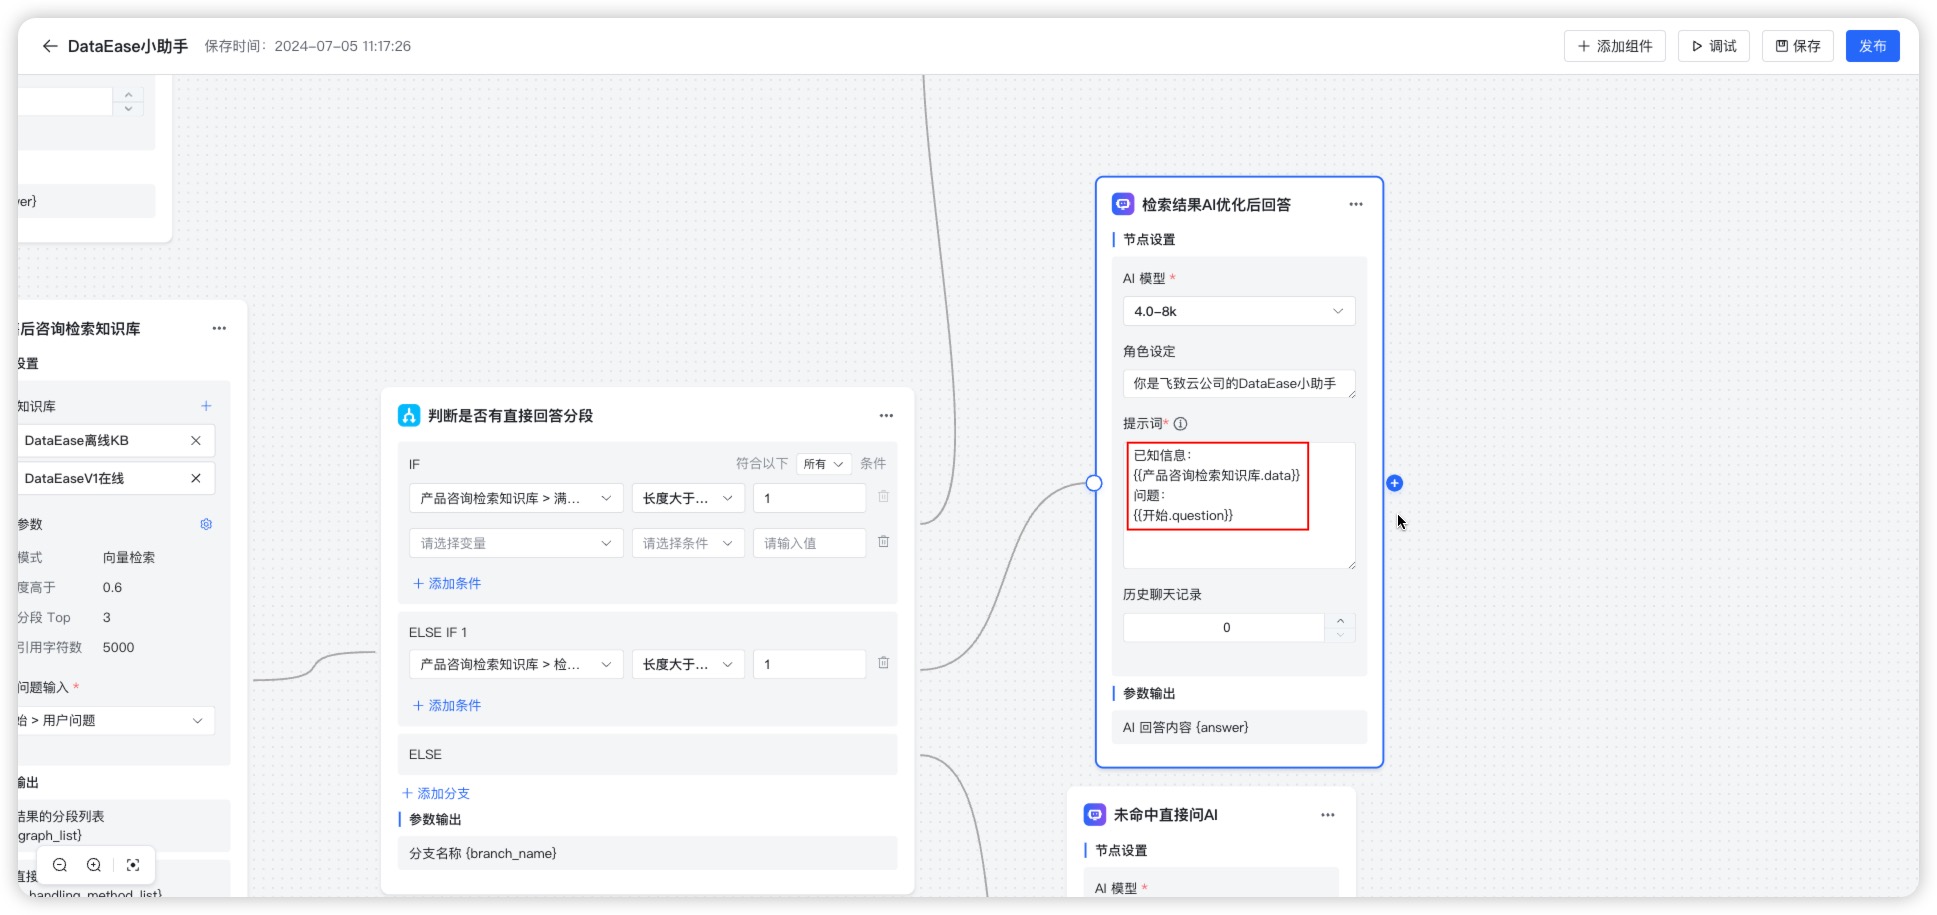 DataEase小助手 保存时间：2024-07-05 11:17:26
添加组件
调试
保存
发布
er}
后咨询检索知识库
设置
知识库
DataEase离线KB
DataEaseV1在线
参数
模式 向量检索
度高于 0.6
分段 Top 3
引用字符数 5000
问题输入 *
始 > 用户问题
输出
结果的分段列表
graph_list}
直接
handling_method_list}
判断是否有直接回答分段
IF 符合以下 所有 条件
产品咨询检索知识库 > 满... 长度大于... 1
请选择变量 请选择条件 请输入值
添加条件
ELSE IF 1
产品咨询检索知识库 > 检... 长度大于... 1
添加条件
ELSE
添加分支
参数输出
分支名称 {branch_name}
检索结果AI优化后回答
节点设置
AI 模型 *
4.0-8k
角色设定
你是飞致云公司的DataEase小助手
提示词*
已知信息：
{{产品咨询检索知识库.data}}
问题：
{{开始.question}}
历史聊天记录
0
参数输出
AI 回答内容 {answer}
未命中直接问AI
节点设置
AI 模型 *